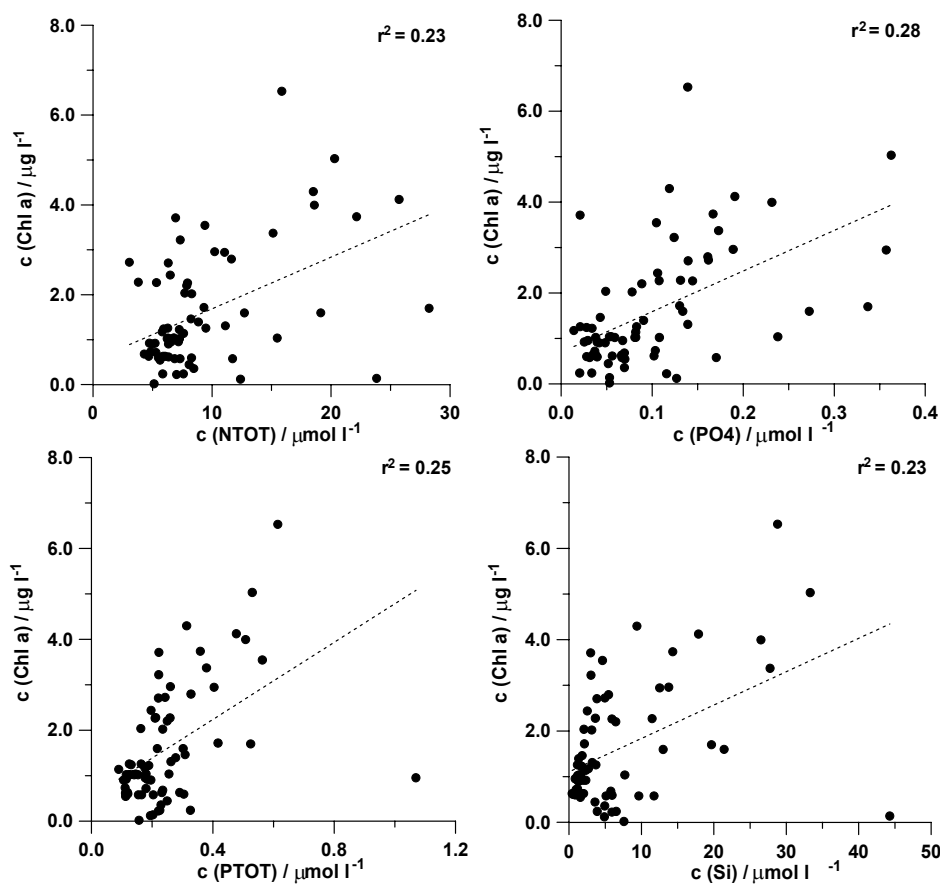 r² = 0.23
8.0
6.0
4.0
2.0
0.0
c (Chl a) / µg l⁻¹
0 10 20 30
c (NTOT) / µmol l⁻¹
r² = 0.28
8.0
6.0
4.0
2.0
0.0
c (Chl a) / µg l⁻¹
0.0 0.1 0.2 0.3 0.4
c (PO4) / µmol l⁻¹
r² = 0.25
8.0
6.0
4.0
2.0
0.0
c (Chl a) / µg l⁻¹
0.0 0.4 0.8 1.2
c (PTOT) / µmol l⁻¹
r² = 0.23
8.0
6.0
4.0
2.0
0.0
c (Chl a) / µg l⁻¹
0 10 20 30 40 50
c (Si) / µmol l⁻¹